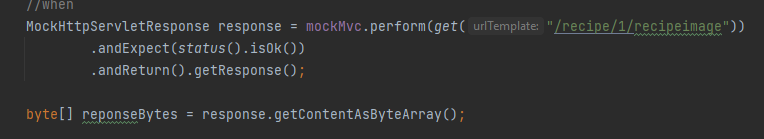 //when
MockHttpServletResponse response = mockMvc.perform(get( urlTemplate: "/recipe/1/recipeimage"))
.andExpect(status().isOk())
.andReturn().getResponse();
byte[] reponseBytes = response.getContentAsByteArray();